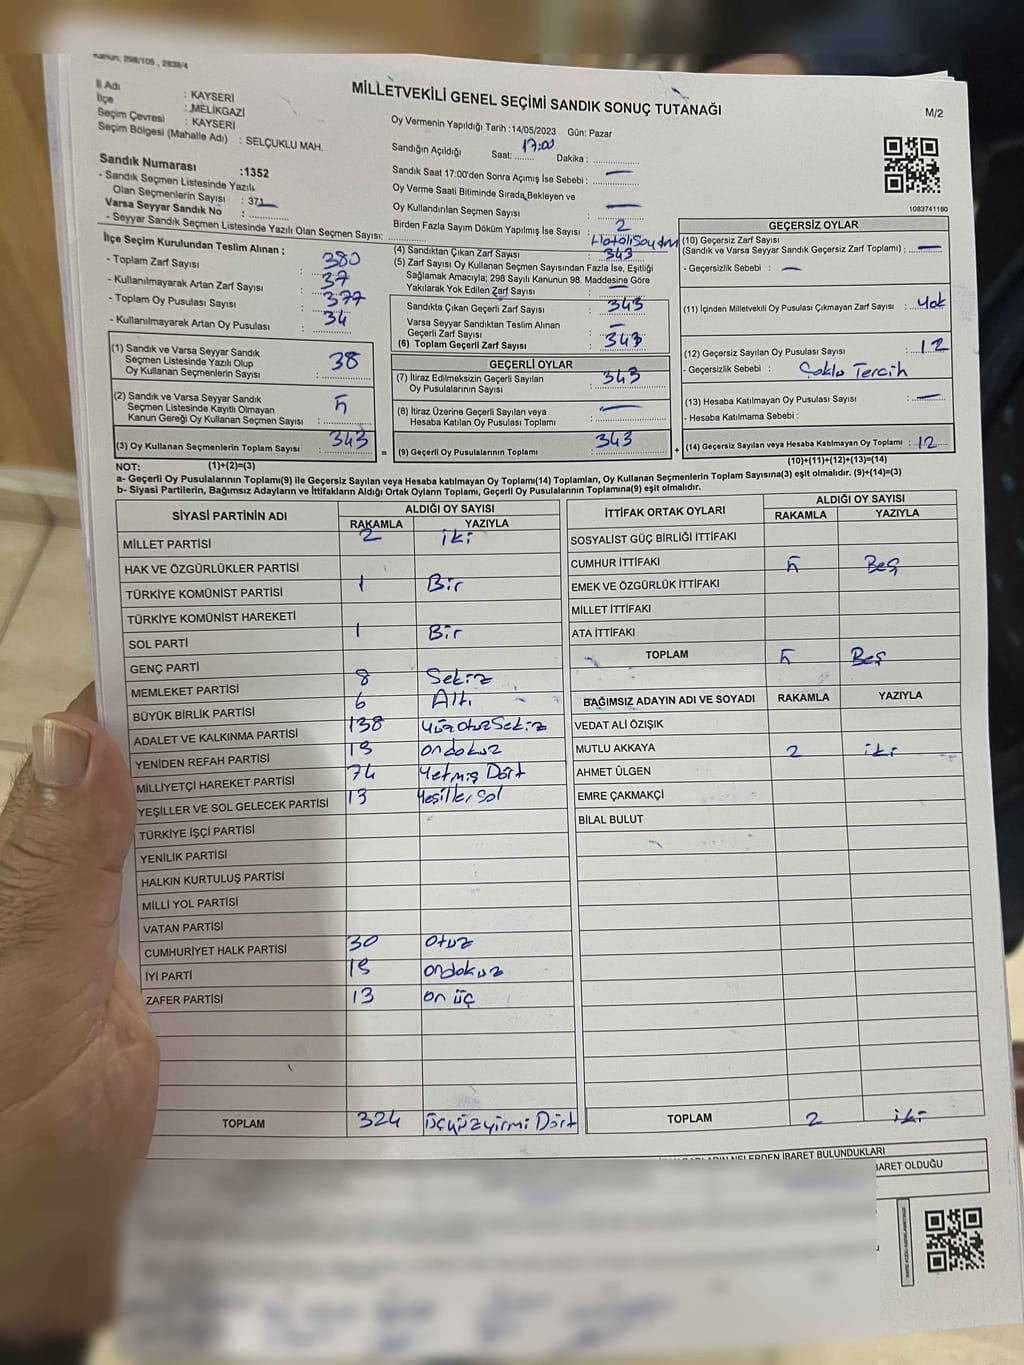 Kanun; 298/105 , 2839/4
MİLLETVEKİLİ GENEL SEÇİMİ SANDIK SONUÇ TUTANAĞI
M/2
İl Adı : KAYSERİ
İlçe : MELİKGAZİ
Seçim Çevresi : KAYSERİ
Seçim Bölgesi (Mahalle Adı) : SELÇUKLU MAH.
Oy Vermenin Yapıldığı Tarih :14/05/2023 Gün: Pazar
Sandığın Açıldığı Saat: 17:00 Dakika :
Sandık Saat 17:00'den Sonra Açımış İse Sebebi : —
Oy Verme Saati Bitiminde Sırada Bekleyen ve
Oy Kullandırılan Seçmen Sayısı : —
Birden Fazla Sayım Döküm Yapılmış İse Sayısı : 2
1083741180
Sandık Numarası :1352
- Sandık Seçmen Listesinde Yazılı
Olan Seçmenlerin Sayısı : 371
Varsa Seyyar Sandık No :
- Seyyar Sandık Seçmen Listesinde Yazılı Olan Seçmen Sayısı:
İlçe Seçim Kurulundan Teslim Alınan :
- Toplam Zarf Sayısı : 380
- Kullanılmayarak Artan Zarf Sayısı : 37
- Toplam Oy Pusulası Sayısı : 377
- Kullanılmayarak Artan Oy Pusulası : 34
(1) Sandık ve Varsa Seyyar Sandık
Seçmen Listesinde Yazılı Olup
Oy Kullanan Seçmenlerin Sayısı : 38
(2) Sandık ve Varsa Seyyar Sandık
Seçmen Listesinde Kayıtlı Olmayan
Kanun Gereği Oy Kullanan Seçmen Sayısı : 5
(3) Oy Kullanan Seçmenlerin Toplam Sayısı : 343
(4) Sandıktan Çıkan Zarf Sayısı : 343
(5) Zarf Sayısı Oy Kullanan Seçmen Sayısından Fazla İse, Eşitliği
Sağlamak Amacıyla; 298 Sayılı Kanunun 98. Maddesine Göre
Yakılarak Yok Edilen Zarf Sayısı : —
Sandıkta Çıkan Geçerli Zarf Sayısı : 343
Varsa Seyyar Sandıktan Teslim Alınan
Geçerli Zarf Sayısı : —
(6) Toplam Geçerli Zarf Sayısı : 343
GEÇERLİ OYLAR
(7) İtiraz Edilmeksizin Geçerli Sayılan
Oy Pusulalarının Sayısı : 343
(8) İtiraz Üzerine Geçerli Sayılan veya
Hesaba Katılan Oy Pusulası Toplamı : —
= (9) Geçerli Oy Pusulalarının Toplamı : 343
GEÇERSİZ OYLAR
(10) Geçersiz Zarf Sayısı
(Sandık ve Varsa Seyyar Sandık Geçersiz Zarf Toplamı) : —
- Geçersizlik Sebebi : —
(11) İçinden Milletvekili Oy Pusulası Çıkmayan Zarf Sayısı : Yok
(12) Geçersiz Sayılan Oy Pusulası Sayısı : 12
- Geçersizlik Sebebi : Çoklu Tercih
(13) Hesaba Katılmayan Oy Pusulası Sayısı : —
- Hesaba Katılmama Sebebi :
+ (14) Geçersiz Sayılan veya Hesaba Katılmayan Oy Toplamı : 12
NOT: (1)+(2)=(3) (10)+(11)+(12)+(13)=(14)
a- Geçerli Oy Pusulalarının Toplamı(9) ile Geçersiz Sayılan veya Hesaba katılmayan Oy Toplamı(14) Toplamları, Oy Kullanan Seçmenlerin Toplam Sayısına(3) eşit olmalıdır. (9)+(14)=(3)
b- Siyasi Partilerin, Bağımsız Adayların ve İttifakların Aldığı Ortak Oyların Toplamı, Geçerli Oy Pusulalarının Toplamına(9) eşit olmalıdır.
SİYASİ PARTİNİN ADI ALDIĞI OY SAYISI
RAKAMLA YAZIYLA
MİLLET PARTİSİ 2 iki
HAK VE ÖZGÜRLÜKLER PARTİSİ
TÜRKİYE KOMÜNİST PARTİSİ 1 Bir
TÜRKİYE KOMÜNİST HAREKETİ
SOL PARTİ 1 Bir
GENÇ PARTİ
MEMLEKET PARTİSİ 8 Sekiz
BÜYÜK BİRLİK PARTİSİ 6 Altı
ADALET VE KALKINMA PARTİSİ 138 YüzOtuzSekiz
YENİDEN REFAH PARTİSİ 19 ondokuz
MİLLİYETÇİ HAREKET PARTİSİ 74 Yetmiş Dört
YEŞİLLER VE SOL GELECEK PARTİSİ 13 Yeşiller Sol
TÜRKİYE İŞÇİ PARTİSİ
YENİLİK PARTİSİ
HALKIN KURTULUŞ PARTİSİ
MİLLİ YOL PARTİSİ
VATAN PARTİSİ
CUMHURİYET HALK PARTİSİ 30 Otuz
İYİ PARTİ 19 ondokuz
ZAFER PARTİSİ 13 on üç
TOPLAM 324 üçyüzyirmi Dört
İTTİFAK ORTAK OYLARI ALDIĞI OY SAYISI
RAKAMLA YAZIYLA
SOSYALİST GÜÇ BİRLİĞİ İTTİFAKI
CUMHUR İTTİFAKI 5 Beş
EMEK VE ÖZGÜRLÜK İTTİFAKI
MİLLET İTTİFAKI
ATA İTTİFAKI
TOPLAM 5 Beş
BAĞIMSIZ ADAYIN ADI VE SOYADI RAKAMLA YAZIYLA
VEDAT ALİ ÖZIŞIK
MUTLU AKKAYA 2 iki
AHMET ÜLGEN
EMRE ÇAKMAKÇİ
BİLAL BULUT
TOPLAM 2 iki
NELERDEN İBARET BULUNDUKLARI
BARET OLDUĞU